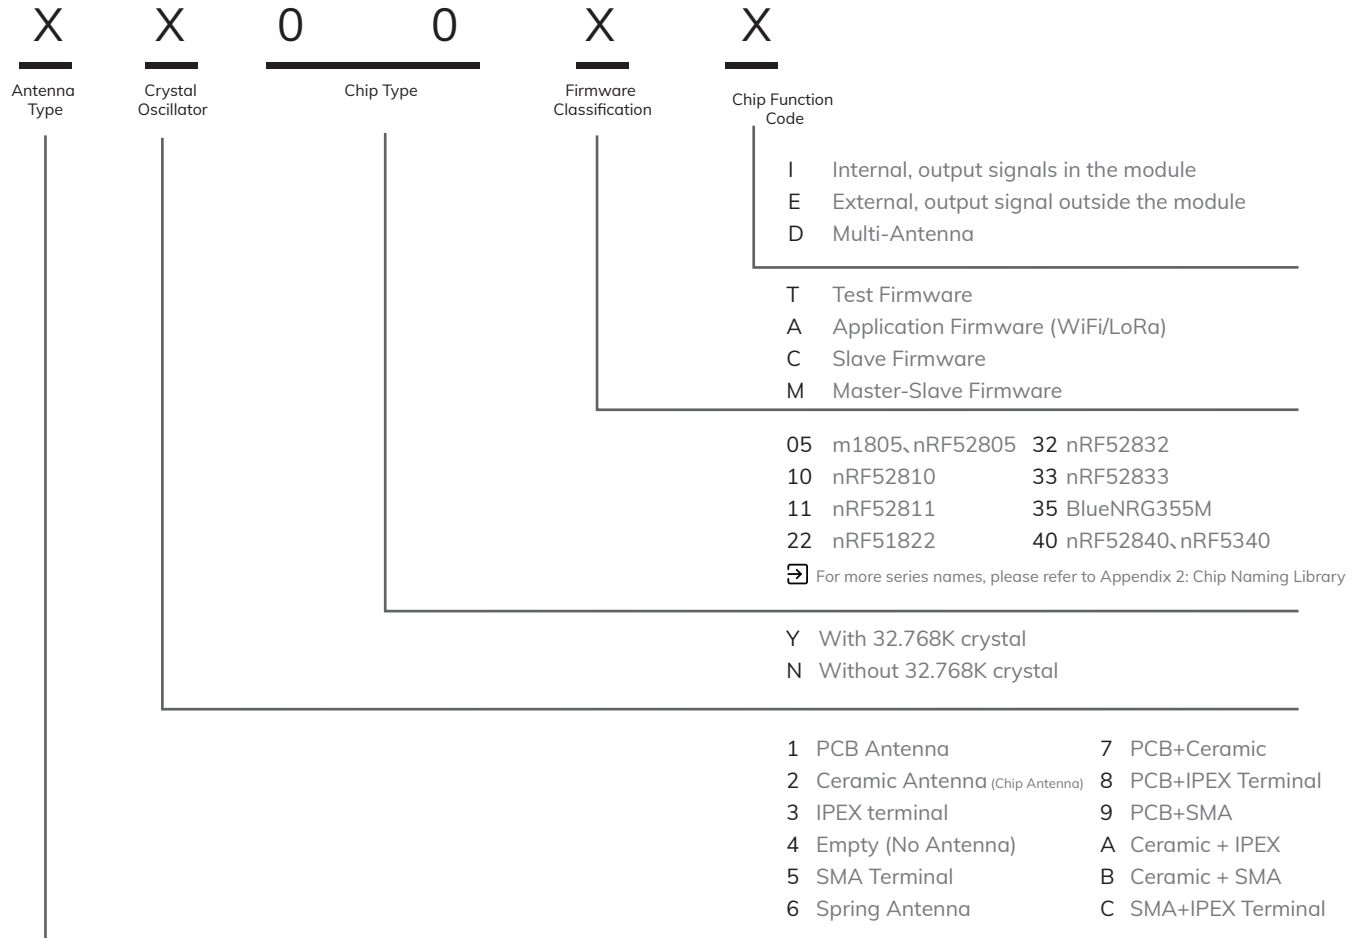 X X 0 0 X X
Antenna Type
Crystal Oscillator
Chip Type
Firmware Classification
Chip Function Code
I Internal, output signals in the module
E External, output signal outside the module
D Multi-Antenna
T Test Firmware
A Application Firmware (WiFi/LoRa)
C Slave Firmware
M Master-Slave Firmware
05 m1805、nRF52805 32 nRF52832
10 nRF52810 33 nRF52833
11 nRF52811 35 BlueNRG355M
22 nRF51822 40 nRF52840、nRF5340
For more series names, please refer to Appendix 2: Chip Naming Library
Y With 32.768K crystal
N Without 32.768K crystal
1 PCB Antenna 7 PCB+Ceramic
2 Ceramic Antenna (Chip Antenna) 8 PCB+IPEX Terminal
3 IPEX terminal 9 PCB+SMA
4 Empty (No Antenna) A Ceramic + IPEX
5 SMA Terminal B Ceramic + SMA
6 Spring Antenna C SMA+IPEX Terminal